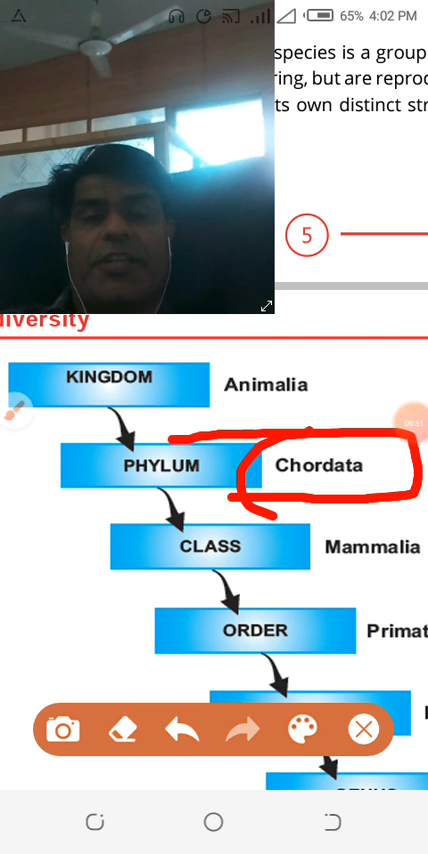 65% 4:02 PM
species is a group
ring, but are reprod
ts own distinct str
5
iversity
KINGDOM Animalia
PHYLUM Chordata
CLASS Mammalia
ORDER Primat